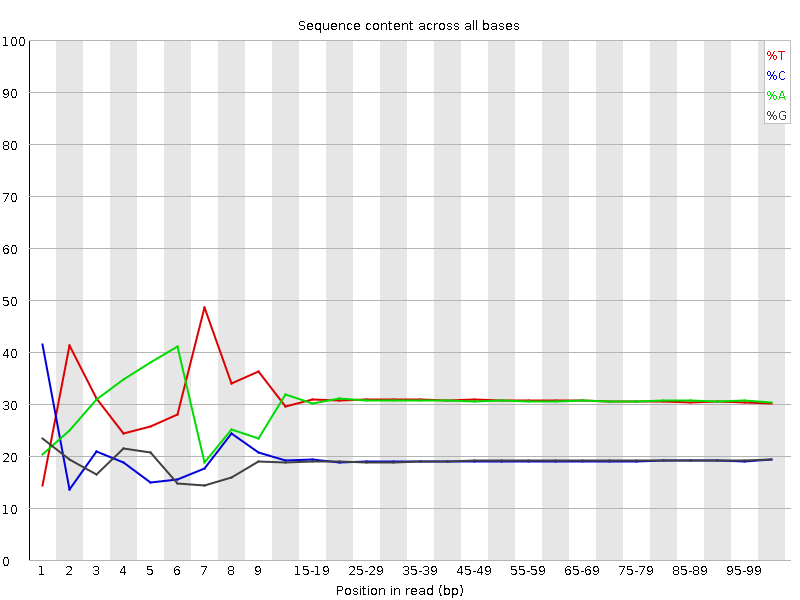 Sequence content across all bases
100
90
80
70
60
50
40
30
20
10
0
%T
%C
%A
%G
1 2 3 4 5 6 7 8 9 15-19 25-29 35-39 45-49 55-59 65-69 75-79 85-89 95-99
Position in read (bp)